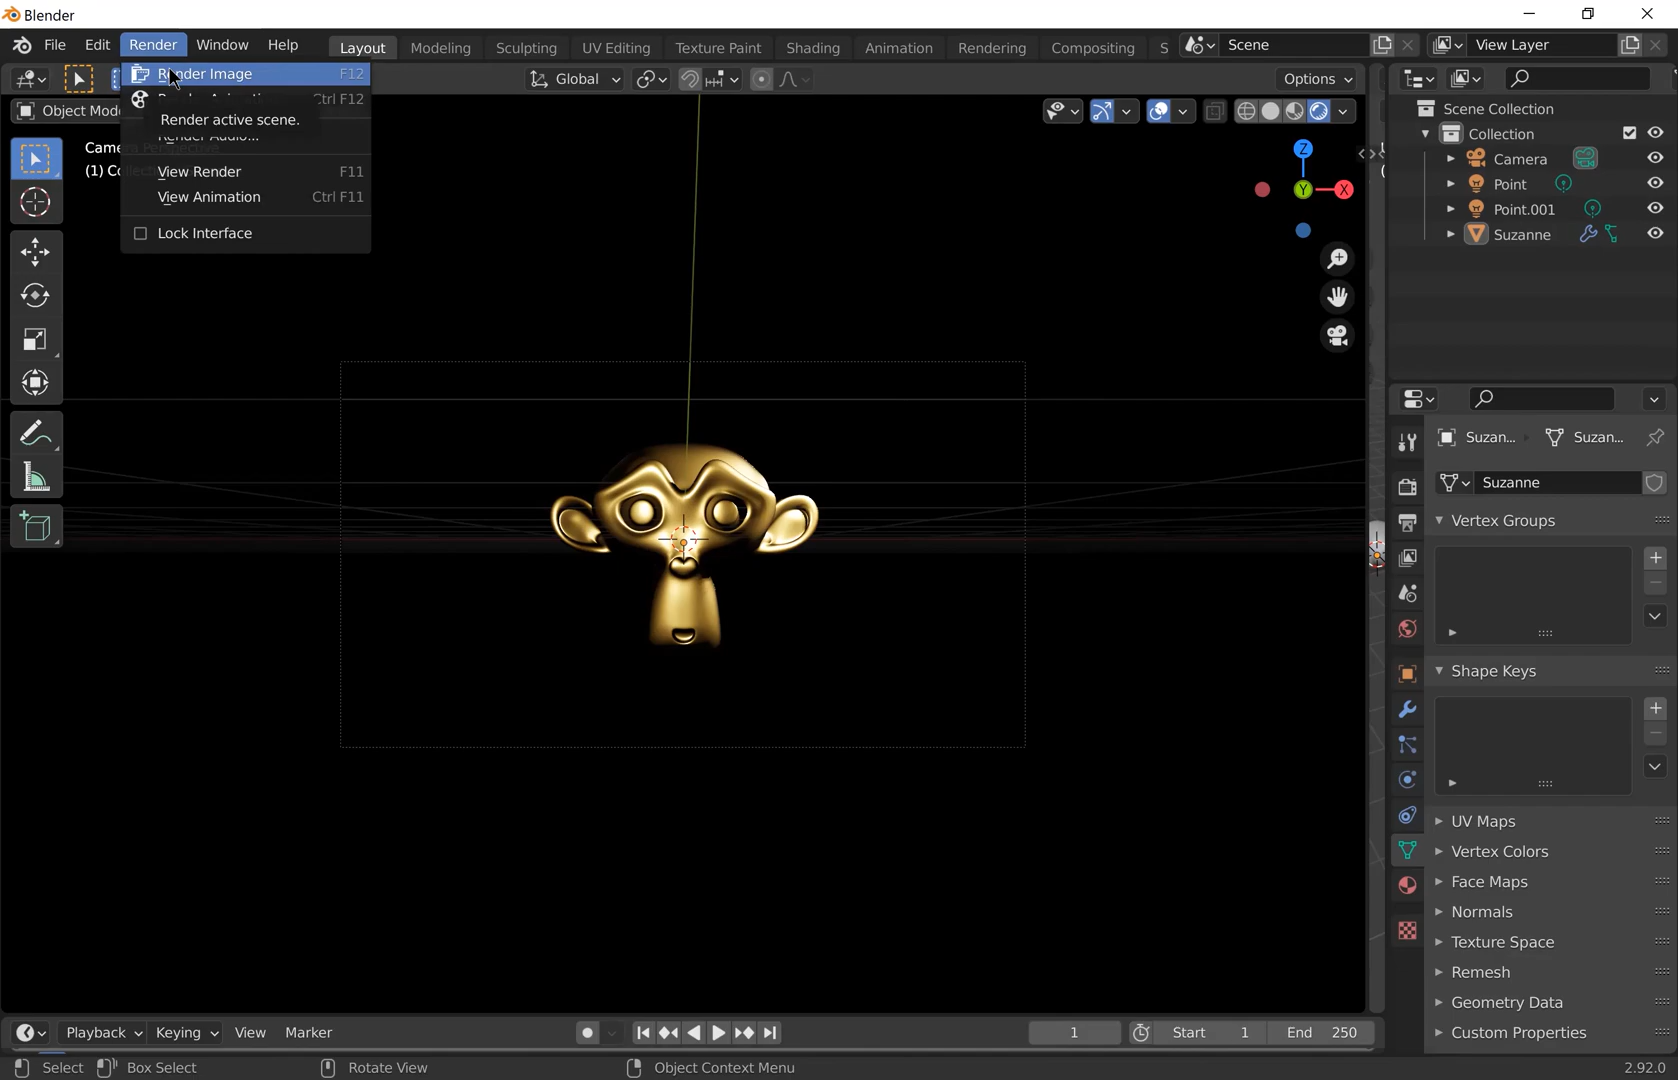 Blender
File Edit Render Window Help Layout Modeling Sculpting UV Editing Texture Paint Shading Animation Rendering Compositing S Scene View Layer
Render Image F12
Global Options
Ctrl F12
Object Mod
Render active scene.
Render Audio...
(1) C
View Render F11
View Animation Ctrl F11
Lock Interface
Z
Y
X
Scene Collection
Collection
Camera
Point
Point.001
Suzanne
Suzan... Suzan...
Suzanne
Vertex Groups
Shape Keys
UV Maps
Vertex Colors
Face Maps
Normals
Texture Space
Remesh
Geometry Data
Custom Properties
Playback Keying View Marker 1 Start 1 End 250
Select Box Select Rotate View Object Context Menu 2.92.0